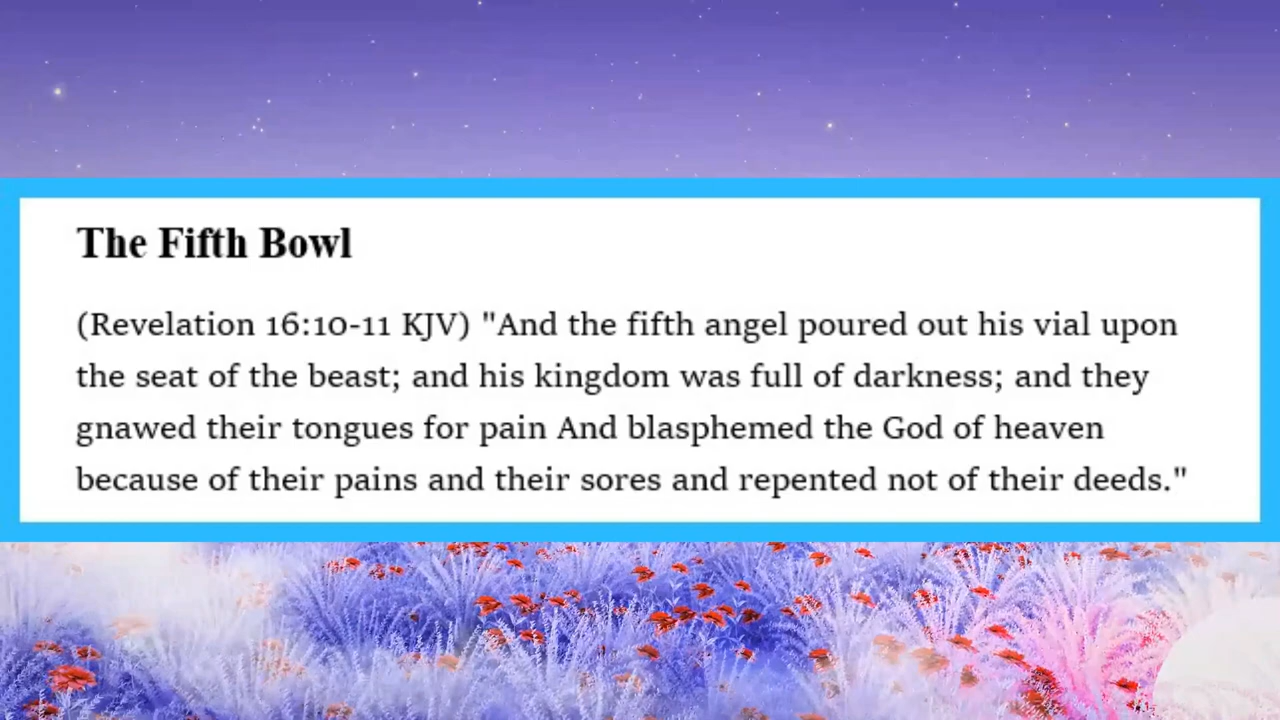 The Fifth Bowl
(Revelation 16:10-11 KJV) "And the fifth angel poured out his vial upon
the seat of the beast; and his kingdom was full of darkness; and they
gnawed their tongues for pain And blasphemed the God of heaven
because of their pains and their sores and repented not of their deeds."